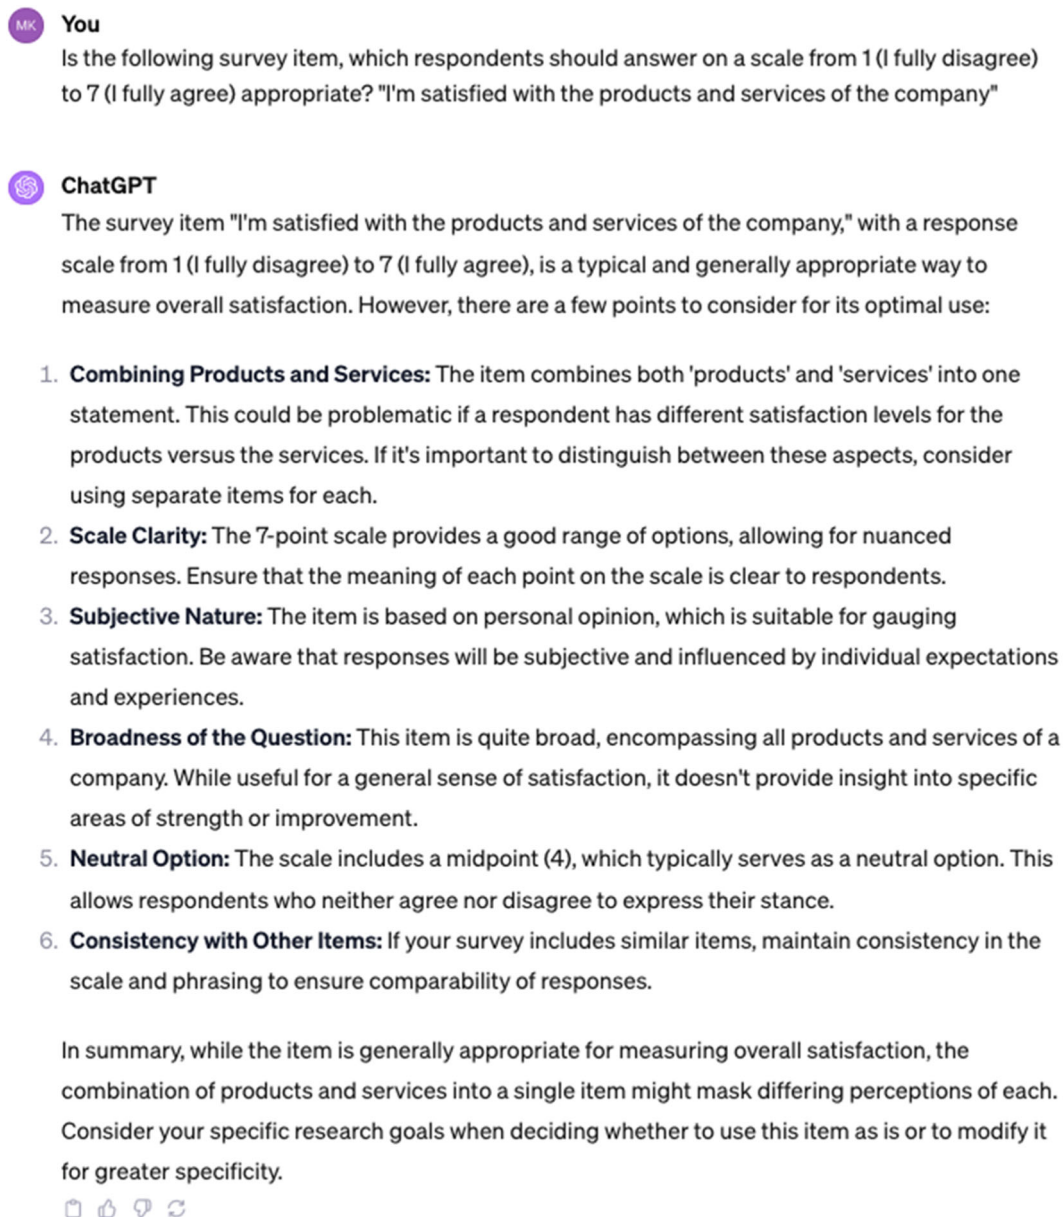 MK
You
Is the following survey item, which respondents should answer on a scale from 1 (I fully disagree)
to 7 (I fully agree) appropriate? "I'm satisfied with the products and services of the company"
ChatGPT
The survey item "I'm satisfied with the products and services of the company," with a response
scale from 1 (I fully disagree) to 7 (I fully agree), is a typical and generally appropriate way to
measure overall satisfaction. However, there are a few points to consider for its optimal use:
1. Combining Products and Services: The item combines both 'products' and 'services' into one
statement. This could be problematic if a respondent has different satisfaction levels for the
products versus the services. If it's important to distinguish between these aspects, consider
using separate items for each.
2. Scale Clarity: The 7-point scale provides a good range of options, allowing for nuanced
responses. Ensure that the meaning of each point on the scale is clear to respondents.
3. Subjective Nature: The item is based on personal opinion, which is suitable for gauging
satisfaction. Be aware that responses will be subjective and influenced by individual expectations
and experiences.
4. Broadness of the Question: This item is quite broad, encompassing all products and services of a
company. While useful for a general sense of satisfaction, it doesn't provide insight into specific
areas of strength or improvement.
5. Neutral Option: The scale includes a midpoint (4), which typically serves as a neutral option. This
allows respondents who neither agree nor disagree to express their stance.
6. Consistency with Other Items: If your survey includes similar items, maintain consistency in the
scale and phrasing to ensure comparability of responses.
In summary, while the item is generally appropriate for measuring overall satisfaction, the
combination of products and services into a single item might mask differing perceptions of each.
Consider your specific research goals when deciding whether to use this item as is or to modify it
for greater specificity.